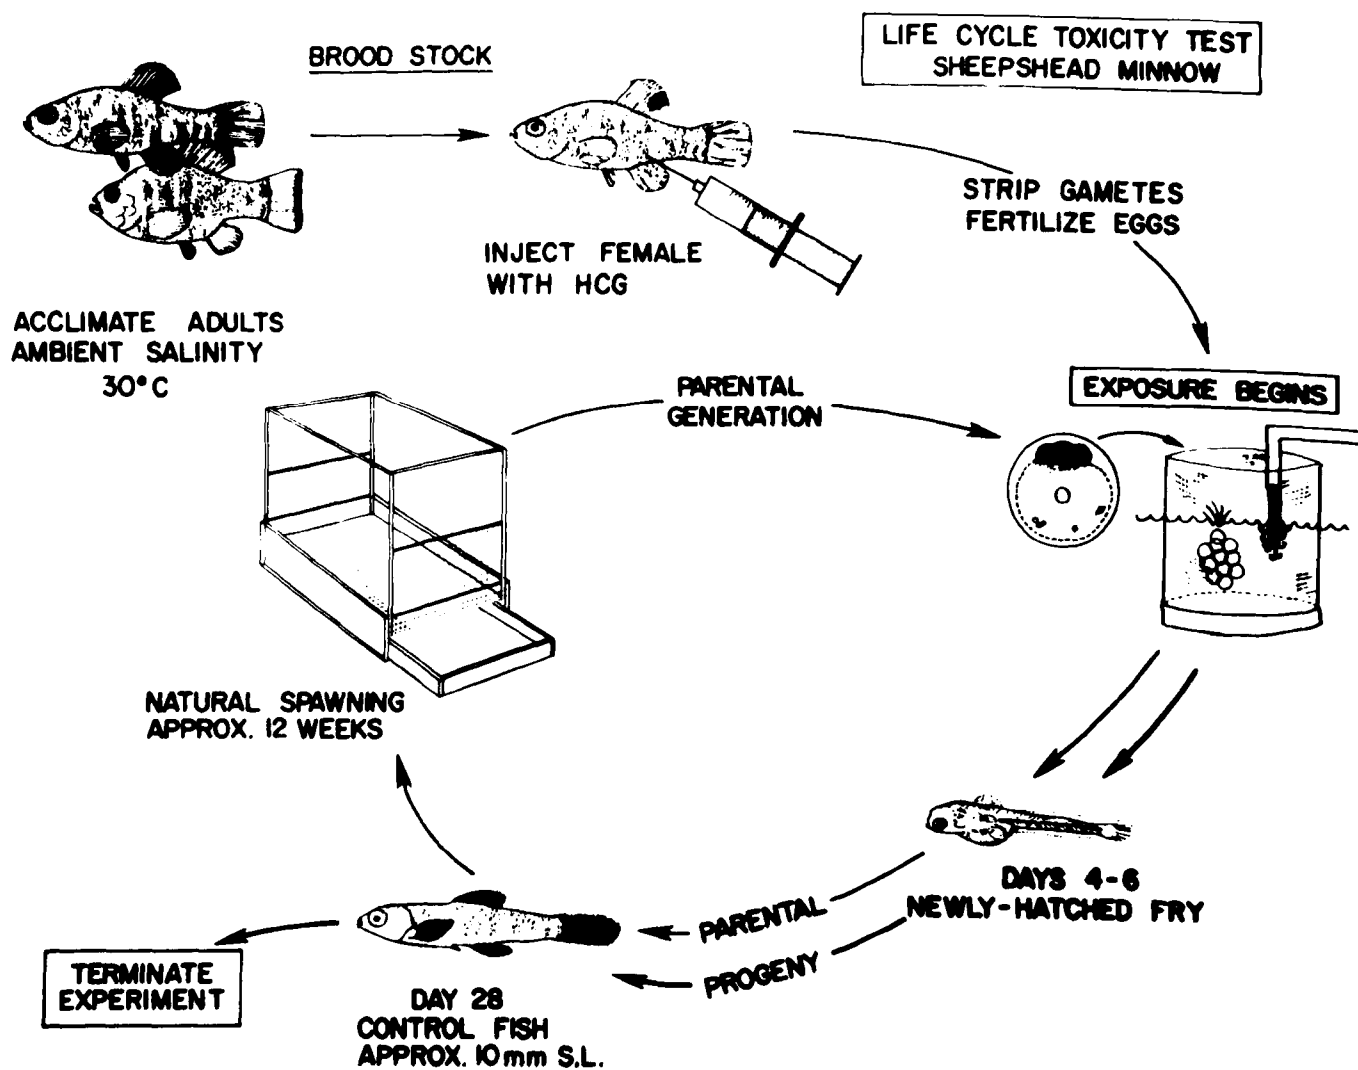 BROOD STOCK
LIFE CYCLE TOXICITY TEST
SHEEPSHEAD MINNOW
STRIP GAMETES
FERTILIZE EGGS
INJECT FEMALE
WITH HCG
ACCLIMATE ADULTS
AMBIENT SALINITY
30°C
PARENTAL
GENERATION
EXPOSURE BEGINS
NATURAL SPAWNING
APPROX. 12 WEEKS
DAYS 4-6
NEWLY-HATCHED FRY
PARENTAL
PROGENY
TERMINATE
EXPERIMENT
DAY 28
CONTROL FISH
APPROX. 10mm S.L.